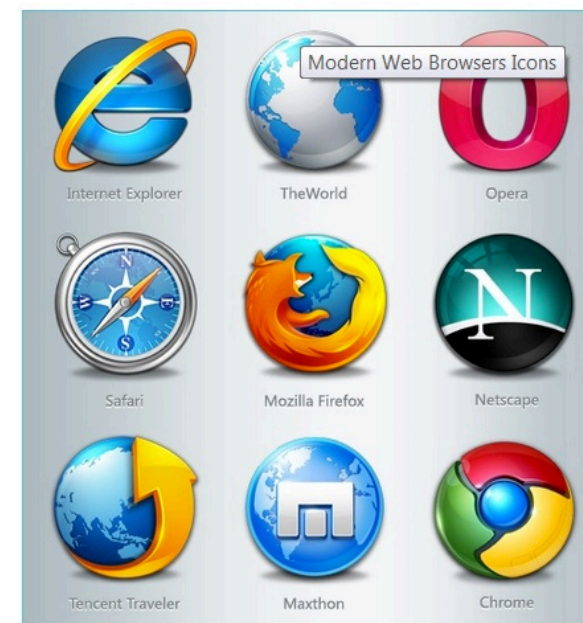 Modern Web Browsers Icons
Internet Explorer
TheWorld
Opera
N
W
E
S
Safari
Mozilla Firefox
N
Netscape
Tencent Traveler
Maxthon
Chrome